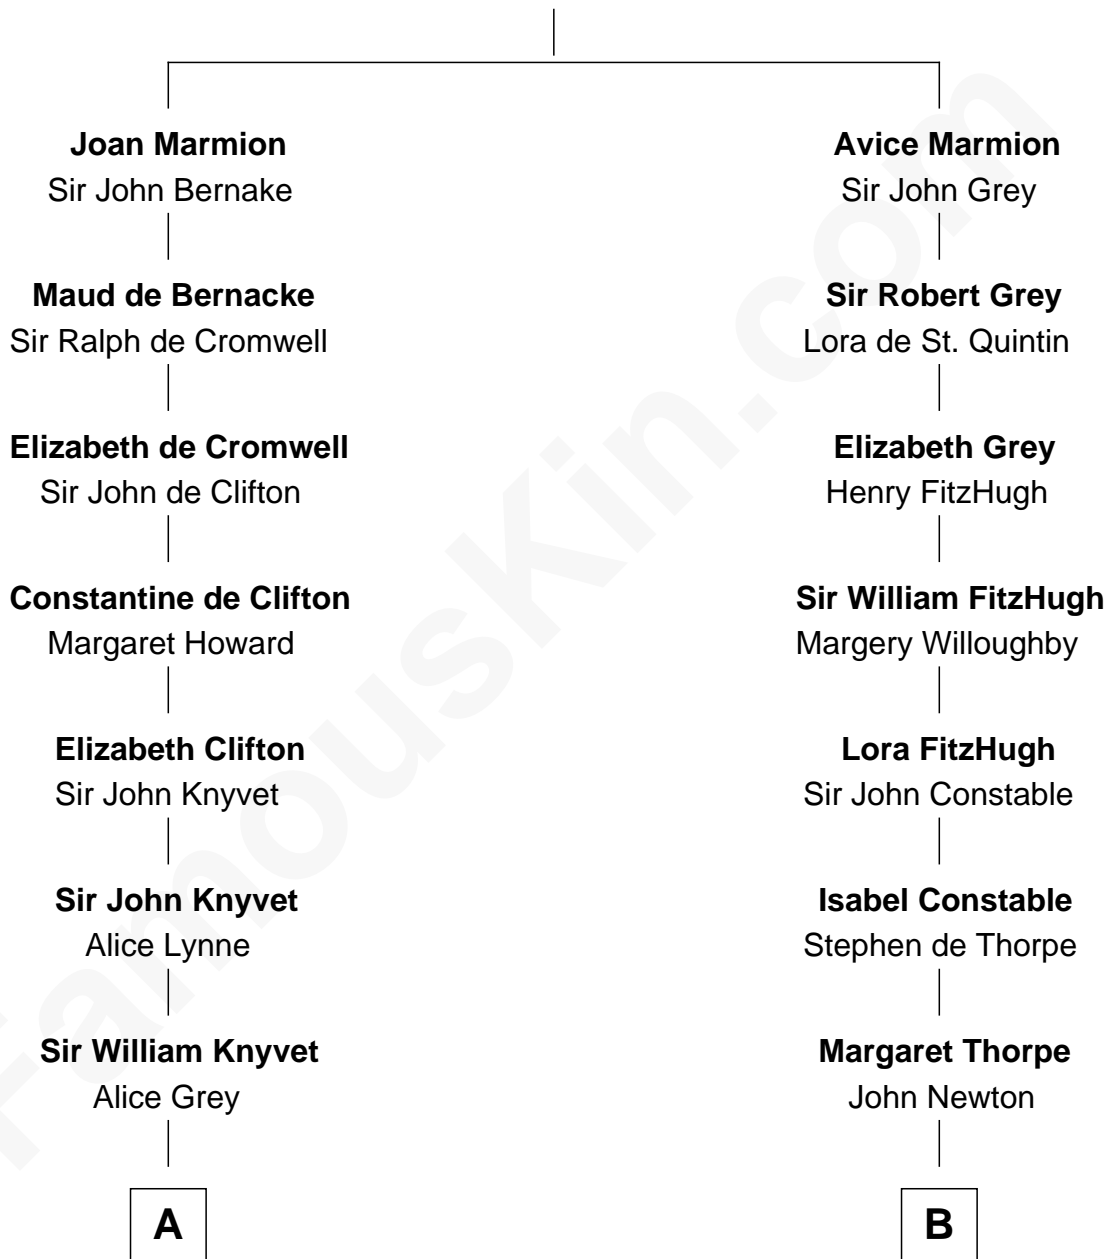 Joan Marmion
Sir John Bernake
Maud de Bernacke
Sir Ralph de Cromwell
Elizabeth de Cromwell
Sir John de Clifton
Constantine de Clifton
Margaret Howard
Elizabeth Clifton
Sir John Knyvet
Sir John Knyvet
Alice Lynne
Sir William Knyvet
Alice Grey
A
Avice Marmion
Sir John Grey
Sir Robert Grey
Lora de St. Quintin
Elizabeth Grey
Henry FitzHugh
Sir William FitzHugh
Margery Willoughby
Lora FitzHugh
Sir John Constable
Isabel Constable
Stephen de Thorpe
Margaret Thorpe
John Newton
B
FamousKin.com